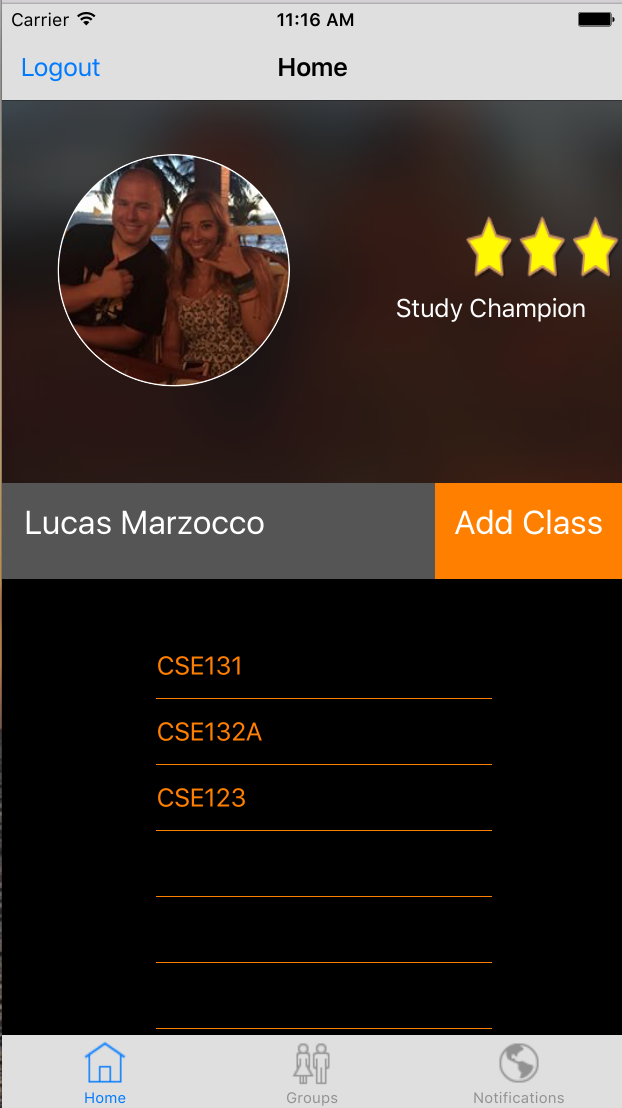 Carrier 11:16 AM
Logout Home
Study Champion
Lucas Marzocco Add Class
CSE131
CSE132A
CSE123
Home Groups Notifications